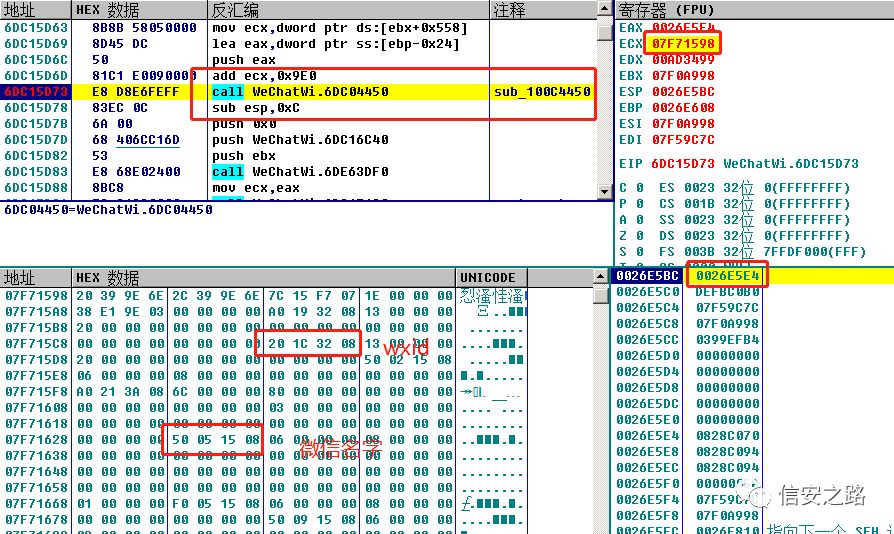 地址 HEX 数据 反汇编 注释
6DC15D63 8B8B 58050000 mov ecx,dword ptr ds:[ebx+0x558]
6DC15D69 8D45 DC lea eax,dword ptr ss:[ebp-0x24]
6DC15D6C 50 push eax
6DC15D6D 81C1 E0090000 add ecx,0x9E0
6DC15D73 E8 D8E6FEFF call WeChatWi.6DC04450 sub_100C4450
6DC15D78 83EC 0C sub esp,0xC
6DC15D7B 6A 00 push 0x0
6DC15D7D 68 406CC16D push WeChatWi.6DC16C40
6DC15D82 53 push ebx
6DC15D83 E8 68E02400 call WeChatWi.6DE63DF0
6DC15D88 8BC8 mov ecx,eax
6DC04450=WeChatWi.6DC04450
寄存器 (FPU)
EAX 0026E5E4
ECX 07F71598
EDX 00AD3499
EBX 07F0A998
ESP 0026E5BC
EBP 0026E608
ESI 07F0A998
EDI 07F59C7C
EIP 6DC15D73 WeChatWi.6DC15D73
C 0 ES 0023 32位 0(FFFFFFFF)
P 0 CS 001B 32位 0(FFFFFFFF)
A 0 SS 0023 32位 0(FFFFFFFF)
Z 0 DS 0023 32位 0(FFFFFFFF)
S 0 FS 003B 32位 7FFDF000(FFF)
地址 HEX 数据 UNICODE
07F71598 20 39 9E 6E 2C 39 9E 6E 7C 15 F7 07 1E 00 00 00
07F715A8 38 E1 9E 03 00 00 00 00 A0 19 32 08 13 00 00 00
07F715B8 20 00 00 00 00 00 00 00 00 00 00 00
07F715C8 00 00 00 00 00 00 00 00 20 1C 32 08 13 00 00 00
wxid
07F715D8 20 00 00 00 00 00 00 00 50 02 15 08
07F715E8 06 00 00 00 08 00 00 00 00 00 00 00 00 00 00 00
07F715F8 A0 21 3A 08 6C 00 00 00 80 00 00 00 00 00 00 00
07F71608 00 00 00 00 00 00 00 00 03 00 00 00 00 00 00 00
07F71618 00 00 00 00 00 00 00 00 00 00 00 00
07F71628 00 00 00 00 50 05 15 08 06 00 00 00 08 00 00 00
微信名字
07F71638 00 00 00 00 00 00 00 00 00 00 00 00 00 00 00 00
07F71648 00 00 00 00 00 00 00 00 00 00 00 00 00 00 00 00
07F71658 00 00 00 00 00 00 00 00 00 00 00 00 00 00 00 00
07F71668 01 00 00 00 F0 05 15 08 06 00 00 00 08 00 00 00
07F71678 00 00 00 00 00 00 00 00 50 09 15 08 06 00 00 00
0026E5BC 0026E5E4
0026E5C0 DEFBC0B0
0026E5C4 07F59C7C
0026E5C8 07F0A998
0026E5CC 0399EFB4
0026E5D0 00000000
0026E5D4 00000000
0026E5D8 00000000
0026E5DC 00000000
0026E5E0 00000000
0026E5E4 0828C070
0026E5E8 0828C094
0026E5EC 0828C094
0026E5F0
0026E5F4
0026E5F8 07F0A998
0026E5FC 0026E810 指向下一个 SEH
信安之路